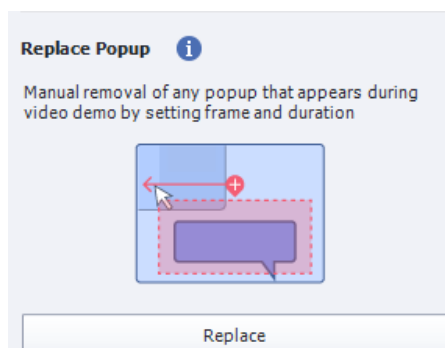 Replace Popup
Manual removal of any popup that appears during
video demo by setting frame and duration
Replace